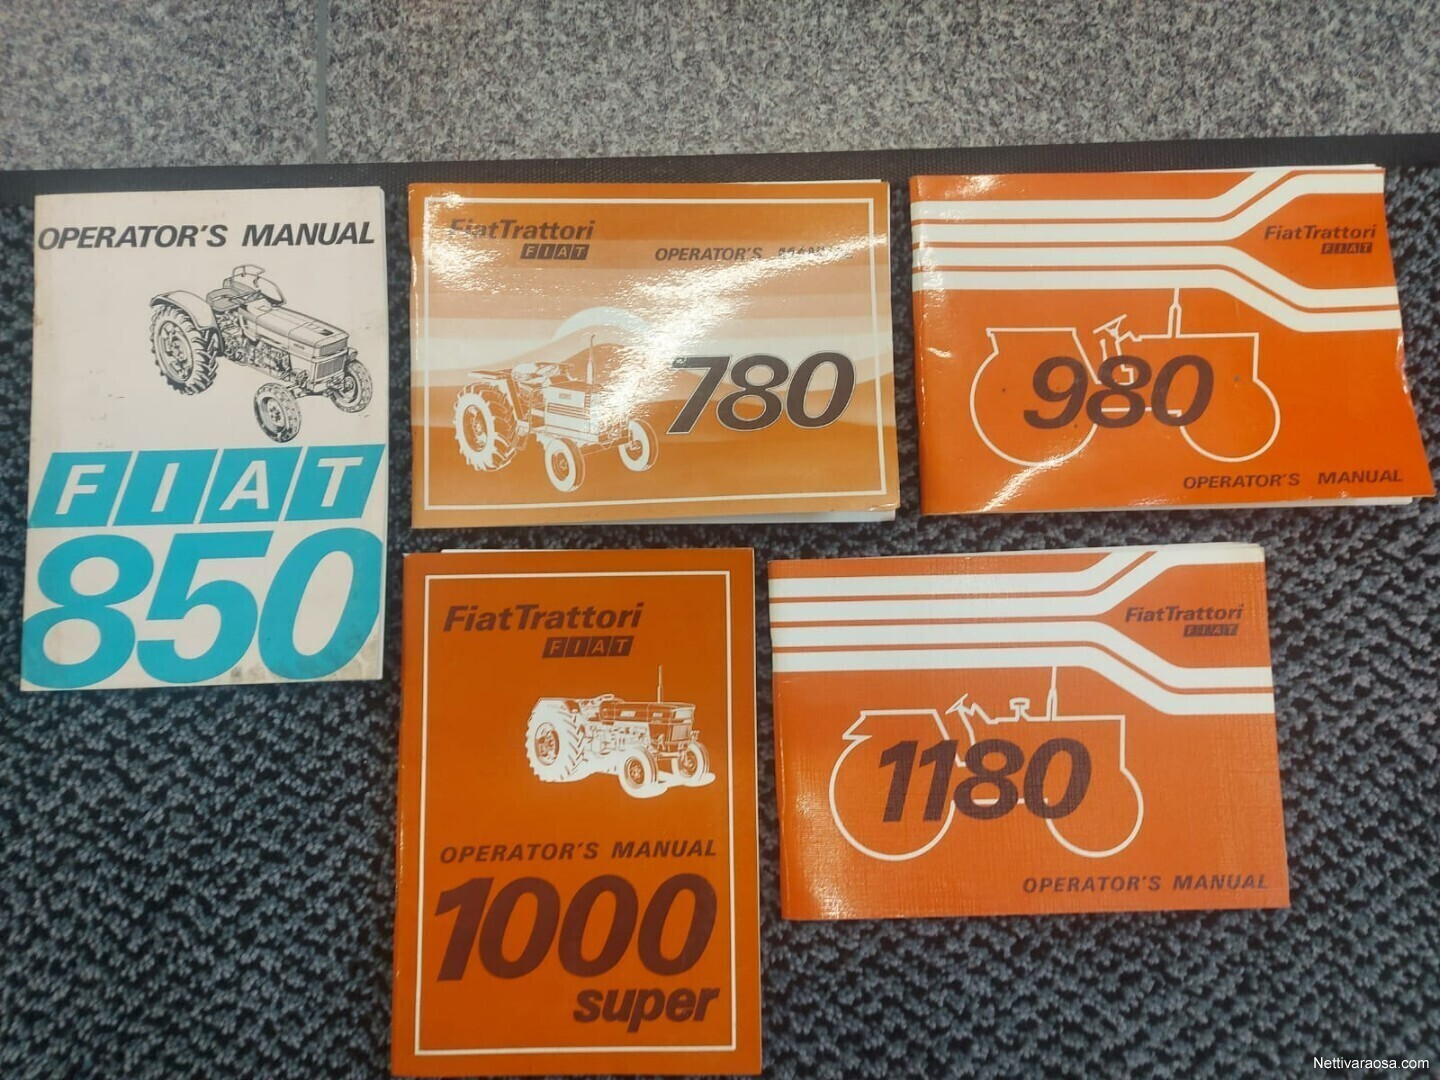 OPERATOR'S MANUAL
FIAT
850
FiatTrattori
FIAT
OPERATOR'S
780
FiatTrattori
FIAT
980
OPERATOR'S MANUAL
FiatTrattori
FIAT
OPERATOR'S MANUAL
1000
super
FiatTrattori
FIAT
1180
OPERATOR'S MANUAL
Nettivaraosa.com